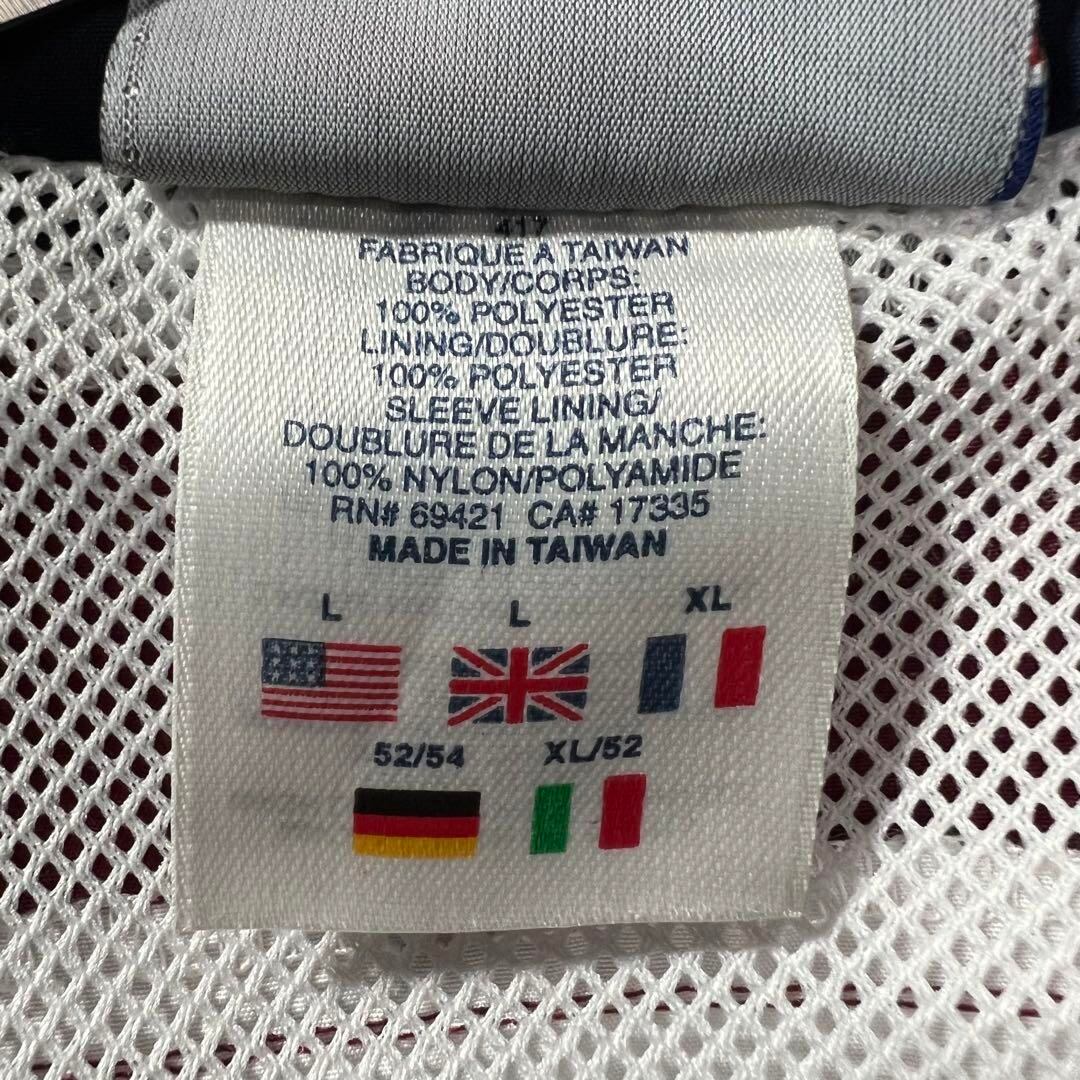 417
FABRIQUE A TAIWAN
BODY/CORPS:
100% POLYESTER
LINING/DOUBLURE:
100% POLYESTER
SLEEVE LINING/
DOUBLURE DE LA MANCHE:
100% NYLON/POLYAMIDE
RN# 69421 CA# 17335
MADE IN TAIWAN
L L XL
52/54 XL/52